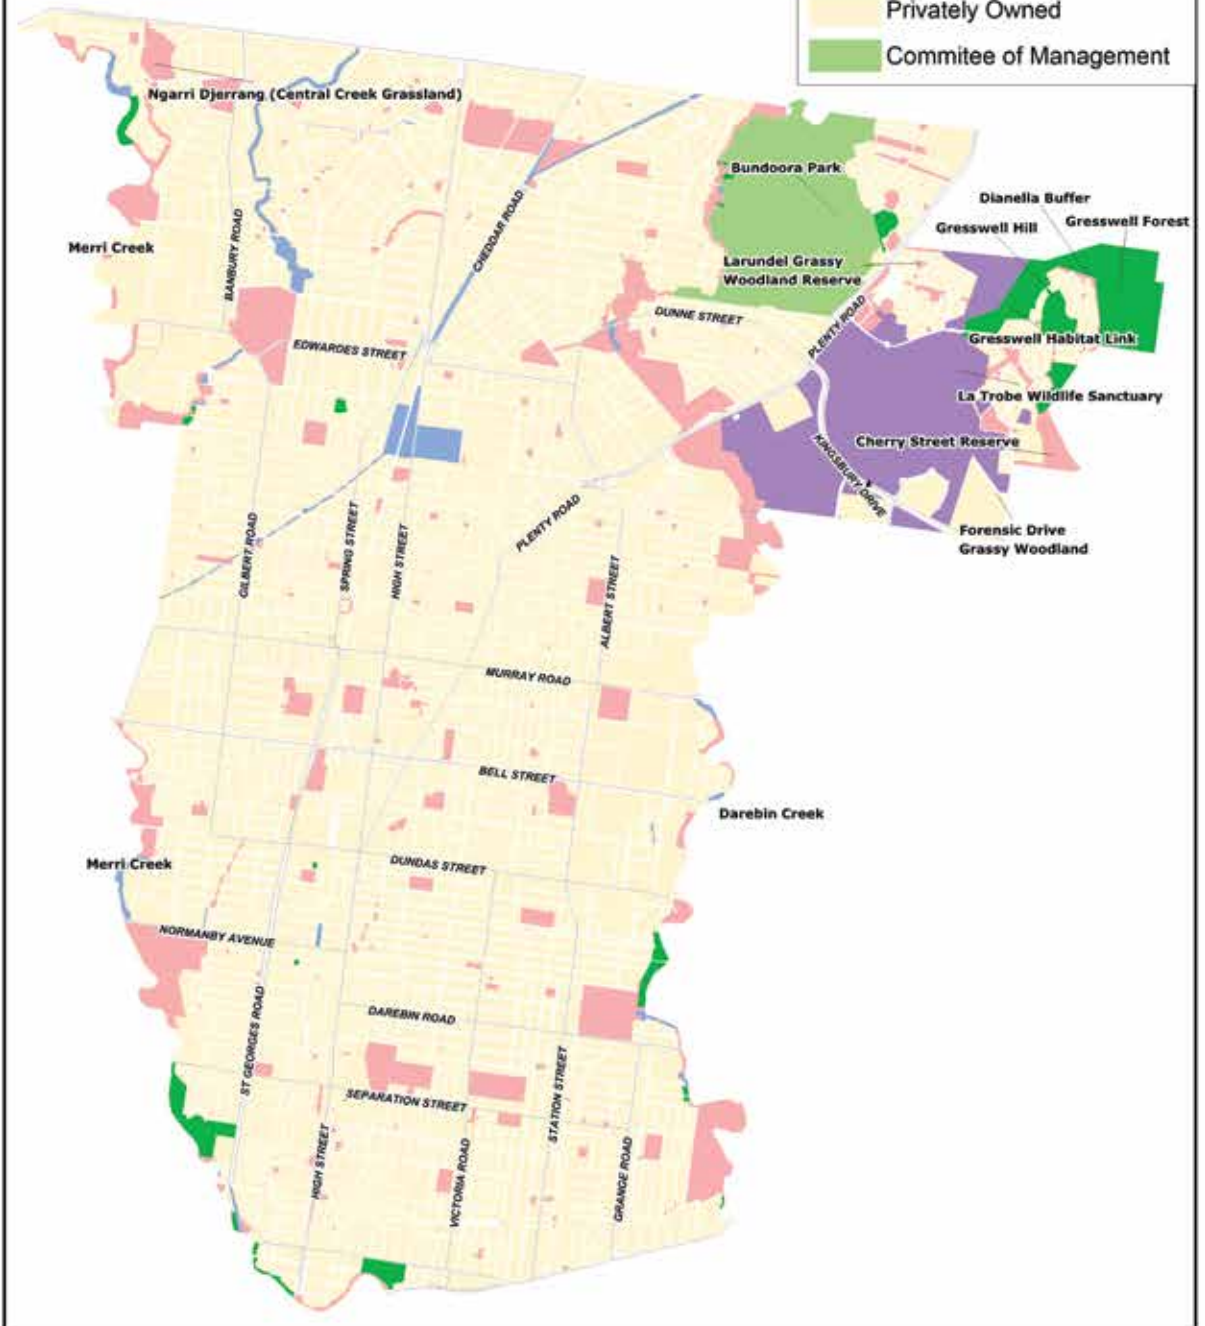 Privately Owned
Commitee of Management
Ngarri Djerrang (Central Creek Grassland)
Bundoora Park
Dianella Buffer
Gresswell Hill
Gresswell Forest
Merri Creek
BANBURY ROAD
CHEDDAR ROAD
Larundel Grassy
Woodland Reserve
DUNNE STREET
PLENTY ROAD
EDWARDES STREET
Gresswell Habitat Link
La Trobe Wildlife Sanctuary
Cherry Street Reserve
KINGSBURY DRIVE
GILBERT ROAD
SPRING STREET
HIGH STREET
PLENTY ROAD
Forensic Drive
Grassy Woodland
ALBERT STREET
MURRAY ROAD
BELL STREET
Darebin Creek
Merri Creek
DUNDAS STREET
NORMANBY AVENUE
ST GEORGES ROAD
DAREBIN ROAD
SEPARATION STREET
STATION STREET
HIGH STREET
VICTORIA ROAD
GRANGE ROAD